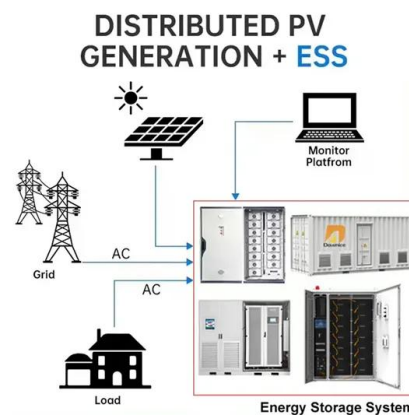 DISTRIBUTED PV
GENERATION + ESS
Monitor
Platfrom
AC
Grid
AC
Load
Energy Storage System